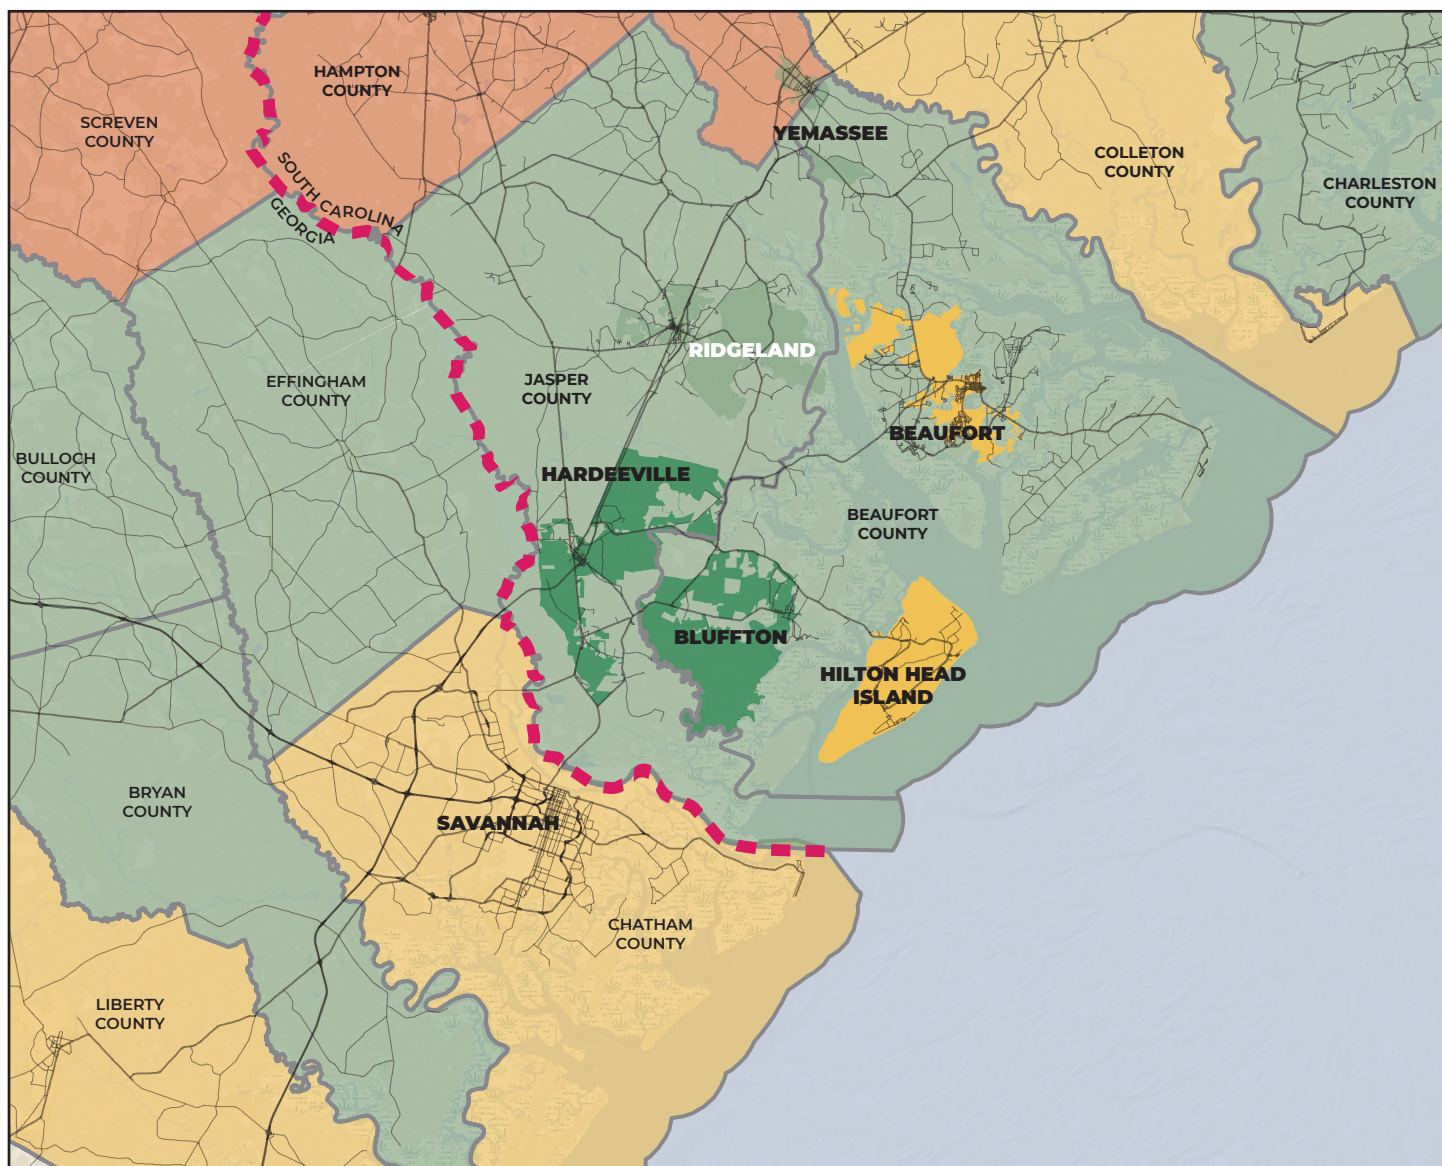 HAMPTON
COUNTY
SCREVEN
COUNTY
YEMASSEE
COLLETON
COUNTY
CHARLESTON
COUNTY
SOUTH CAROLINA
GEORGIA
RIDGELAND
EFFINGHAM
COUNTY
JASPER
COUNTY
BEAUFORT
BULLOCH
COUNTY
HARDEEVILLE
BEAUFORT
COUNTY
BLUFFTON
HILTON HEAD
ISLAND
BRYAN
COUNTY
SAVANNAH
CHATHAM
COUNTY
LIBERTY
COUNTY